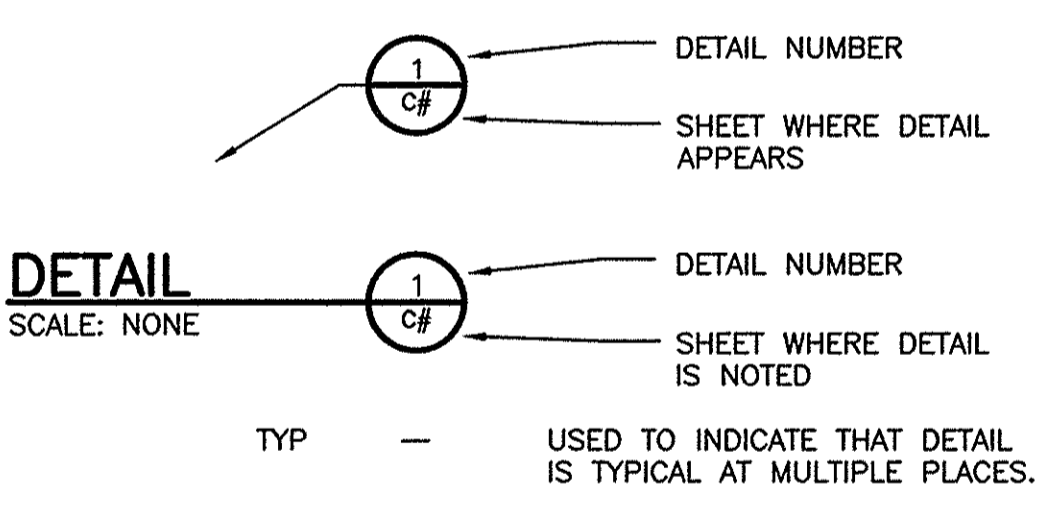 1
C#
DETAIL NUMBER
SHEET WHERE DETAIL
APPEARS
DETAIL
SCALE: NONE
1
C#
DETAIL NUMBER
SHEET WHERE DETAIL
IS NOTED
TYP — USED TO INDICATE THAT DETAIL
IS TYPICAL AT MULTIPLE PLACES.